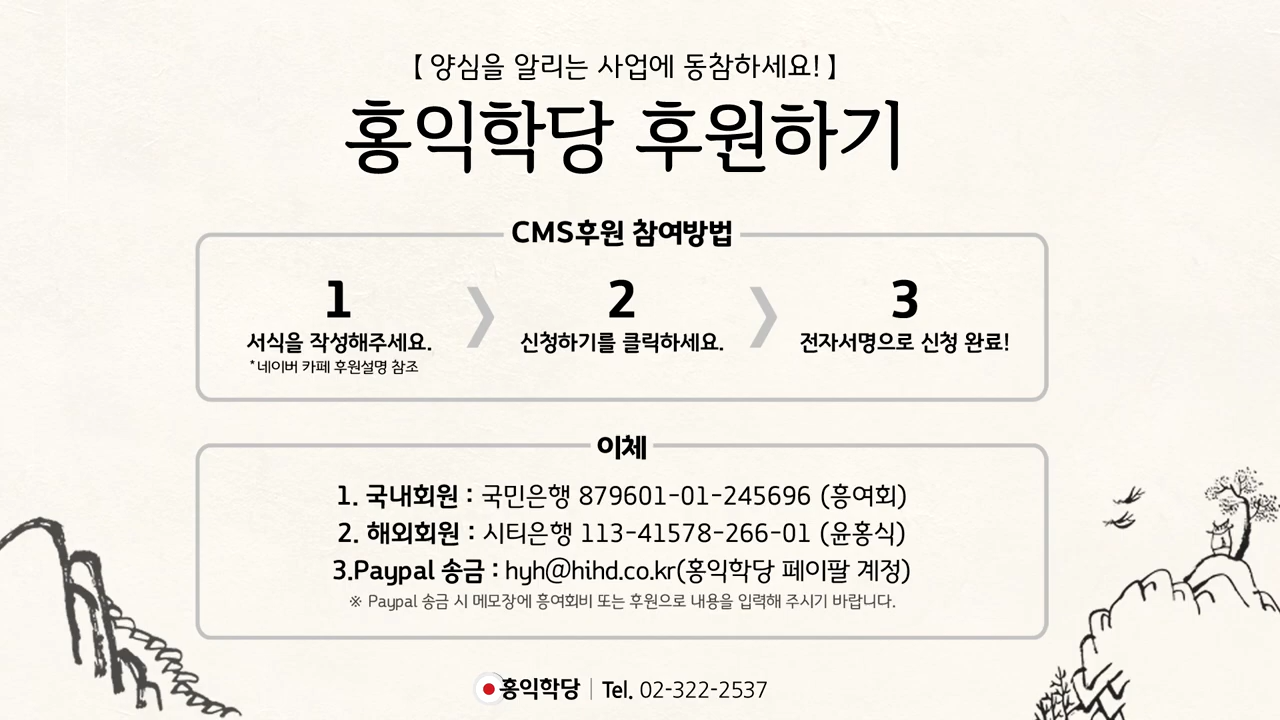 【 양심을 알리는 사업에 동참하세요! 】
홍익학당 후원하기
CMS후원 참여방법
1
서식을 작성해주세요.
*네이버 카페 후원설명 참조
2
신청하기를 클릭하세요.
3
전자서명으로 신청 완료!
이체
1. 국내회원 : 국민은행 879601-01-245696 (흥여회)
2. 해외회원 : 시티은행 113-41578-266-01 (윤홍식)
3.Paypal 송금 : hyh@hihd.co.kr(홍익학당 페이팔 계정)
※ Paypal 송금 시 메모장에 흥여회비 또는 후원으로 내용을 입력해 주시기 바랍니다.
홍익학당 | Tel. 02-322-2537